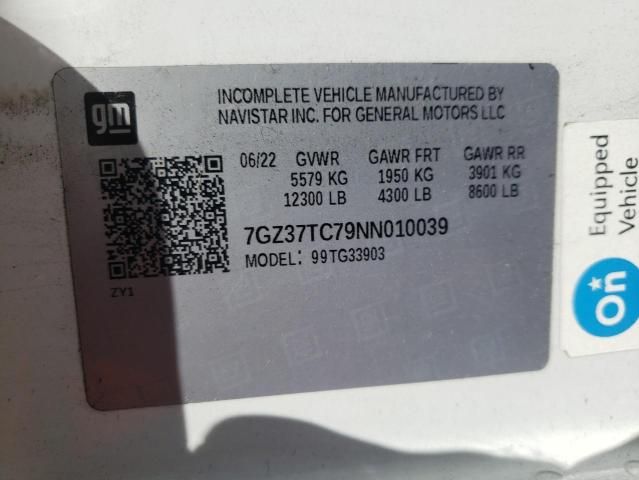 gm
INCOMPLETE VEHICLE MANUFACTURED BY
NAVISTAR INC. FOR GENERAL MOTORS LLC
06/22 GVWR GAWR FRT GAWR RR
5579 KG 1950 KG 3901 KG
12300 LB 4300 LB 8600 LB
7GZ37TC79NN010039
MODEL: 99TG33903
ZY1
On
Equipped
Vehicle